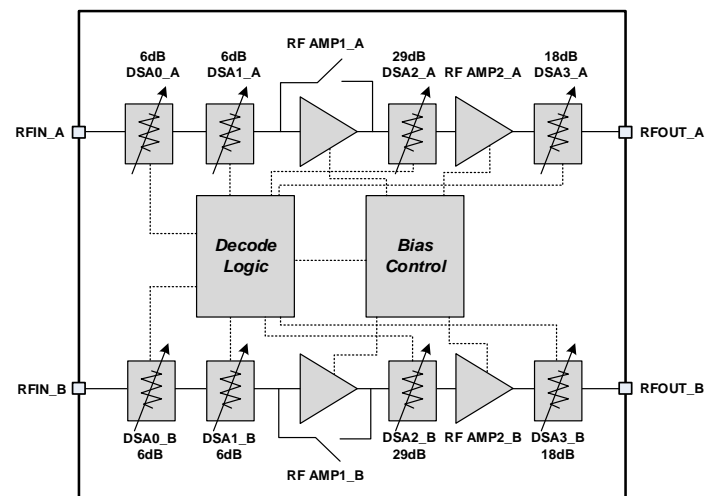 RF AMP1_A
6dB 6dB 29dB RF AMP2_A 18dB
DSA0_A DSA1_A DSA2_A DSA3_A
RFIN_A RFOUT_A
Decode Bias
Logic Control
RFIN_B RFOUT_B
DSA0_B DSA1_B DSA2_B RF AMP2_B DSA3_B
6dB 6dB 29dB 18dB
RF AMP1_B